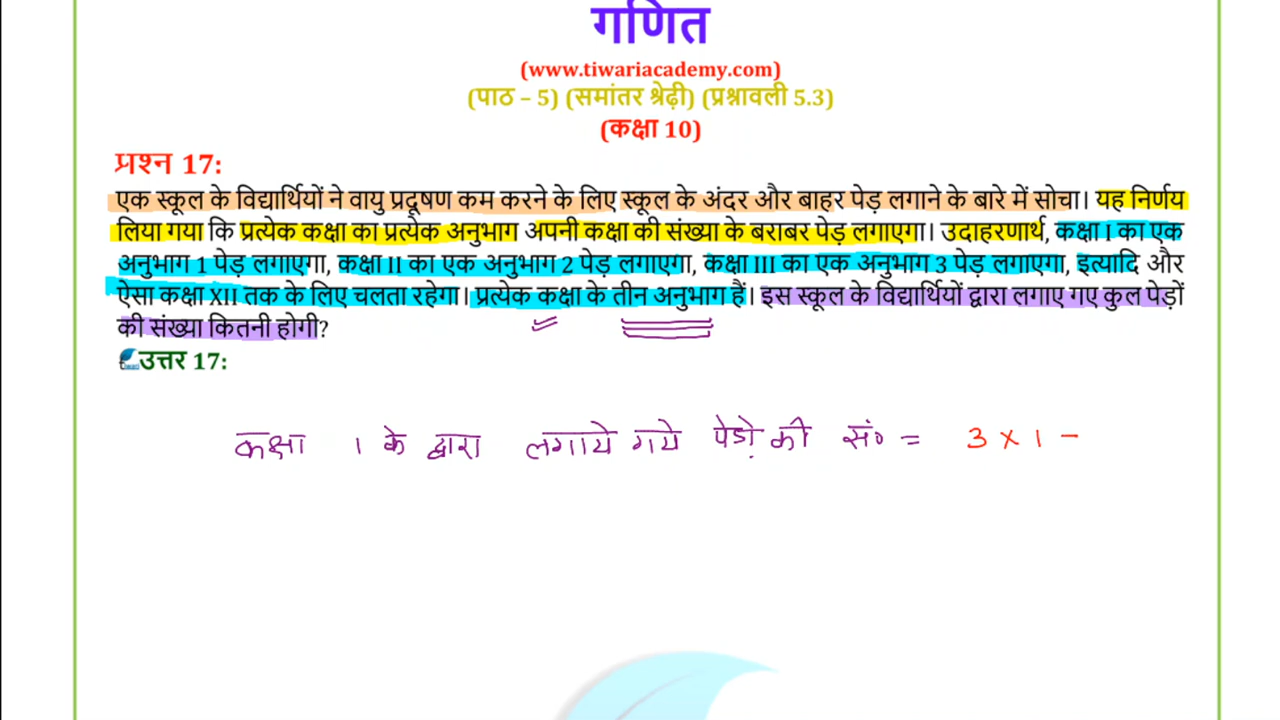 गणित
(www.tiwariacademy.com)
(पाठ – 5) (समांतर श्रेढ़ी) (प्रश्नावली 5.3)
(कक्षा 10)
प्रश्न 17:
एक स्कूल के विद्यार्थियों ने वायु प्रदूषण कम करने के लिए स्कूल के अंदर और बाहर पेड़ लगाने के बारे में सोचा। यह निर्णय
लिया गया कि प्रत्येक कक्षा का प्रत्येक अनुभाग अपनी कक्षा की संख्या के बराबर पेड़ लगाएगा। उदाहरणार्थ, कक्षा I का एक
अनुभाग 1 पेड़ लगाएगा, कक्षा II का एक अनुभाग 2 पेड़ लगाएगा, कक्षा III का एक अनुभाग 3 पेड़ लगाएगा, इत्यादि और
ऐसा कक्षा XII तक के लिए चलता रहेगा। प्रत्येक कक्षा के तीन अनुभाग हैं। इस स्कूल के विद्यार्थियों द्वारा लगाए गए कुल पेड़ों
की संख्या कितनी होगी?
उत्तर 17:
कक्षा 1 के द्वारा लगाये गये पेड़ो की सं० = 3 × 1 –